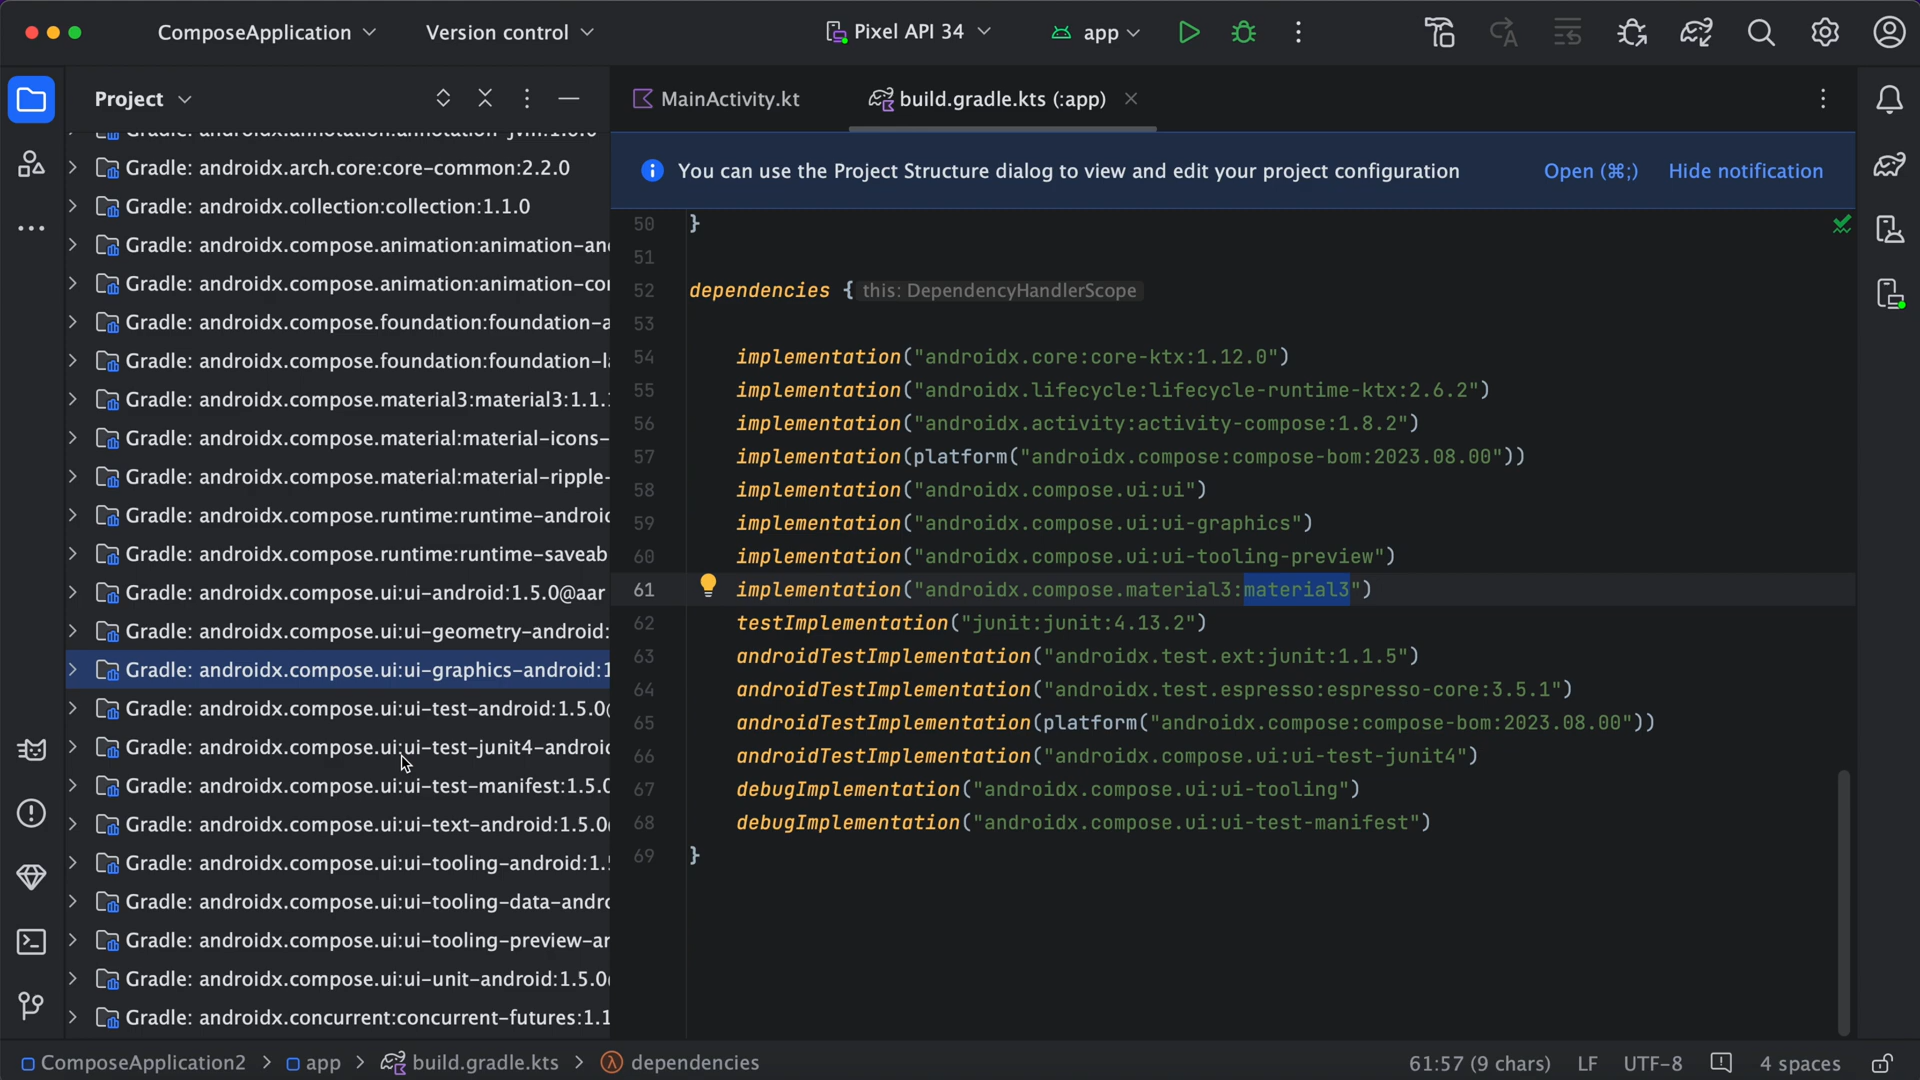 ComposeApplication
Version control
Pixel API 34
app
Project
Gradle: androidx.annotation:annotation-jvm:1.6.0
Gradle: androidx.arch.core:core-common:2.2.0
Gradle: androidx.collection:collection:1.1.0
Gradle: androidx.compose.animation:animation-an
Gradle: androidx.compose.animation:animation-co
Gradle: androidx.compose.foundation:foundation-a
Gradle: androidx.compose.foundation:foundation-l
Gradle: androidx.compose.material3:material3:1.1.
Gradle: androidx.compose.material:material-icons-
Gradle: androidx.compose.material:material-ripple-
Gradle: androidx.compose.runtime:runtime-androi
Gradle: androidx.compose.runtime:runtime-saveab
Gradle: androidx.compose.ui:ui-android:1.5.0@aar
Gradle: androidx.compose.ui:ui-geometry-android:
Gradle: androidx.compose.ui:ui-graphics-android:1
Gradle: androidx.compose.ui:ui-test-android:1.5.0@
Gradle: androidx.compose.ui:ui-test-junit4-androi
Gradle: androidx.compose.ui:ui-test-manifest:1.5.0
Gradle: androidx.compose.ui:ui-text-android:1.5.0@
Gradle: androidx.compose.ui:ui-tooling-android:1.5
Gradle: androidx.compose.ui:ui-tooling-data-andro
Gradle: androidx.compose.ui:ui-tooling-preview-an
Gradle: androidx.compose.ui:ui-unit-android:1.5.0@
Gradle: androidx.concurrent:concurrent-futures:1.1
MainActivity.kt
build.gradle.kts (:app)
You can use the Project Structure dialog to view and edit your project configuration
Open (⌘;)
Hide notification
50 }
51
52 dependencies { this: DependencyHandlerScope
53
54 implementation("androidx.core:core-ktx:1.12.0")
55 implementation("androidx.lifecycle:lifecycle-runtime-ktx:2.6.2")
56 implementation("androidx.activity:activity-compose:1.8.2")
57 implementation(platform("androidx.compose:compose-bom:2023.08.00"))
58 implementation("androidx.compose.ui:ui")
59 implementation("androidx.compose.ui:ui-graphics")
60 implementation("androidx.compose.ui:ui-tooling-preview")
61 implementation("androidx.compose.material3:material3")
62 testImplementation("junit:junit:4.13.2")
63 androidTestImplementation("androidx.test.ext:junit:1.1.5")
64 androidTestImplementation("androidx.test.espresso:espresso-core:3.5.1")
65 androidTestImplementation(platform("androidx.compose:compose-bom:2023.08.00"))
66 androidTestImplementation("androidx.compose.ui:ui-test-junit4")
67 debugImplementation("androidx.compose.ui:ui-tooling")
68 debugImplementation("androidx.compose.ui:ui-test-manifest")
69 }
ComposeApplication2 > app > build.gradle.kts > dependencies
61:57 (9 chars)
LF
UTF-8
4 spaces